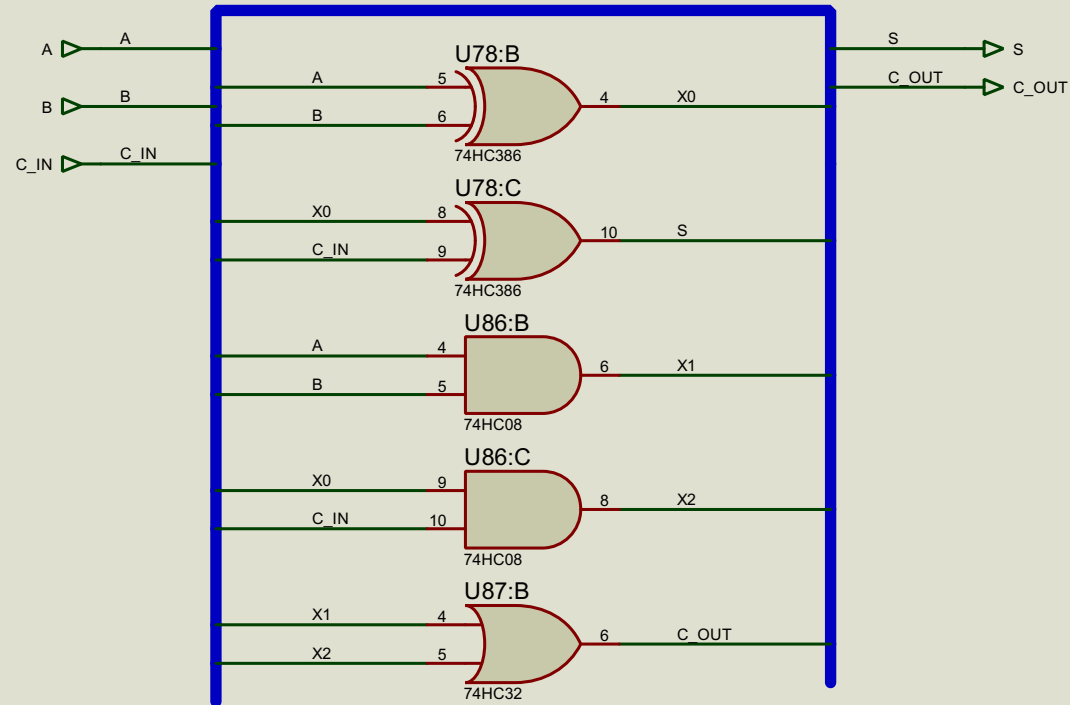 A A S S
U78:B
A 5 4 X0 C_OUT C_OUT
B B
B 6
74HC386
C_IN C_IN
U78:C
X0 8 10 S
C_IN 9
74HC386
U86:B
A 4 6 X1
B 5
74HC08
U86:C
X0 9 8 X2
C_IN 10
74HC08
U87:B
X1 4 6 C_OUT
X2 5
74HC32